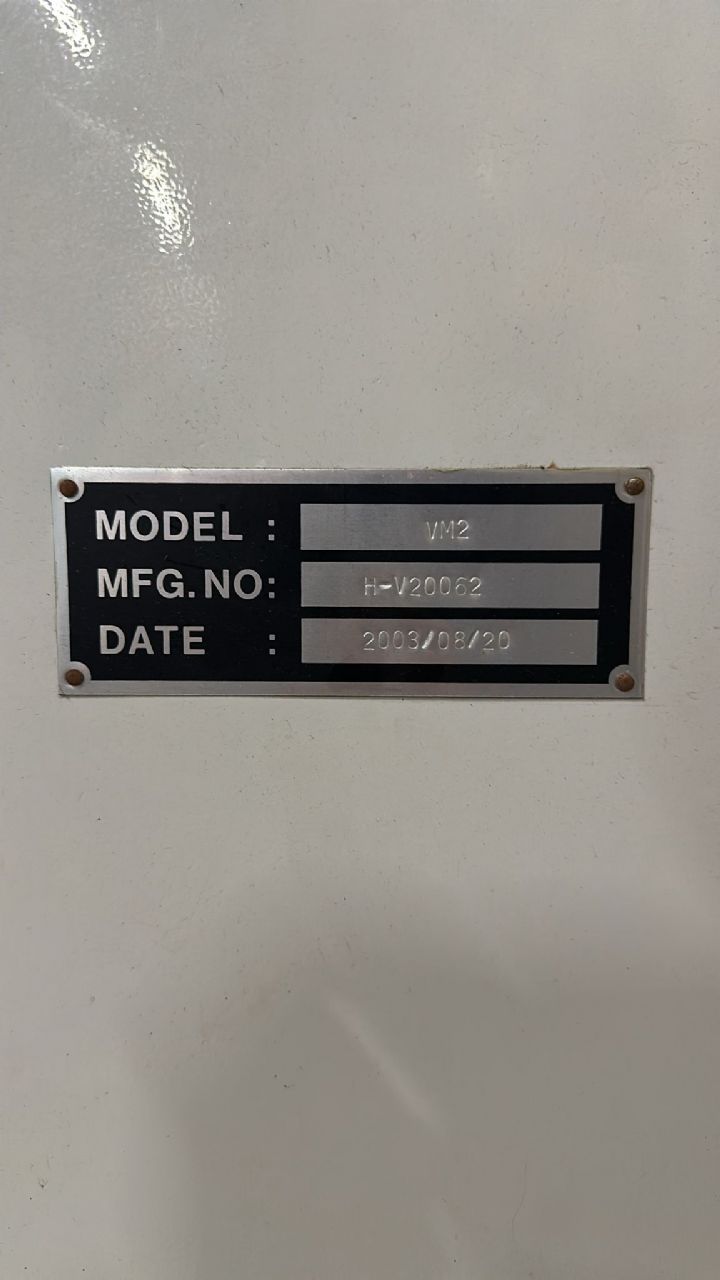 MODEL : VM2
MFG.NO: H-V20062
DATE : 2003/08/20